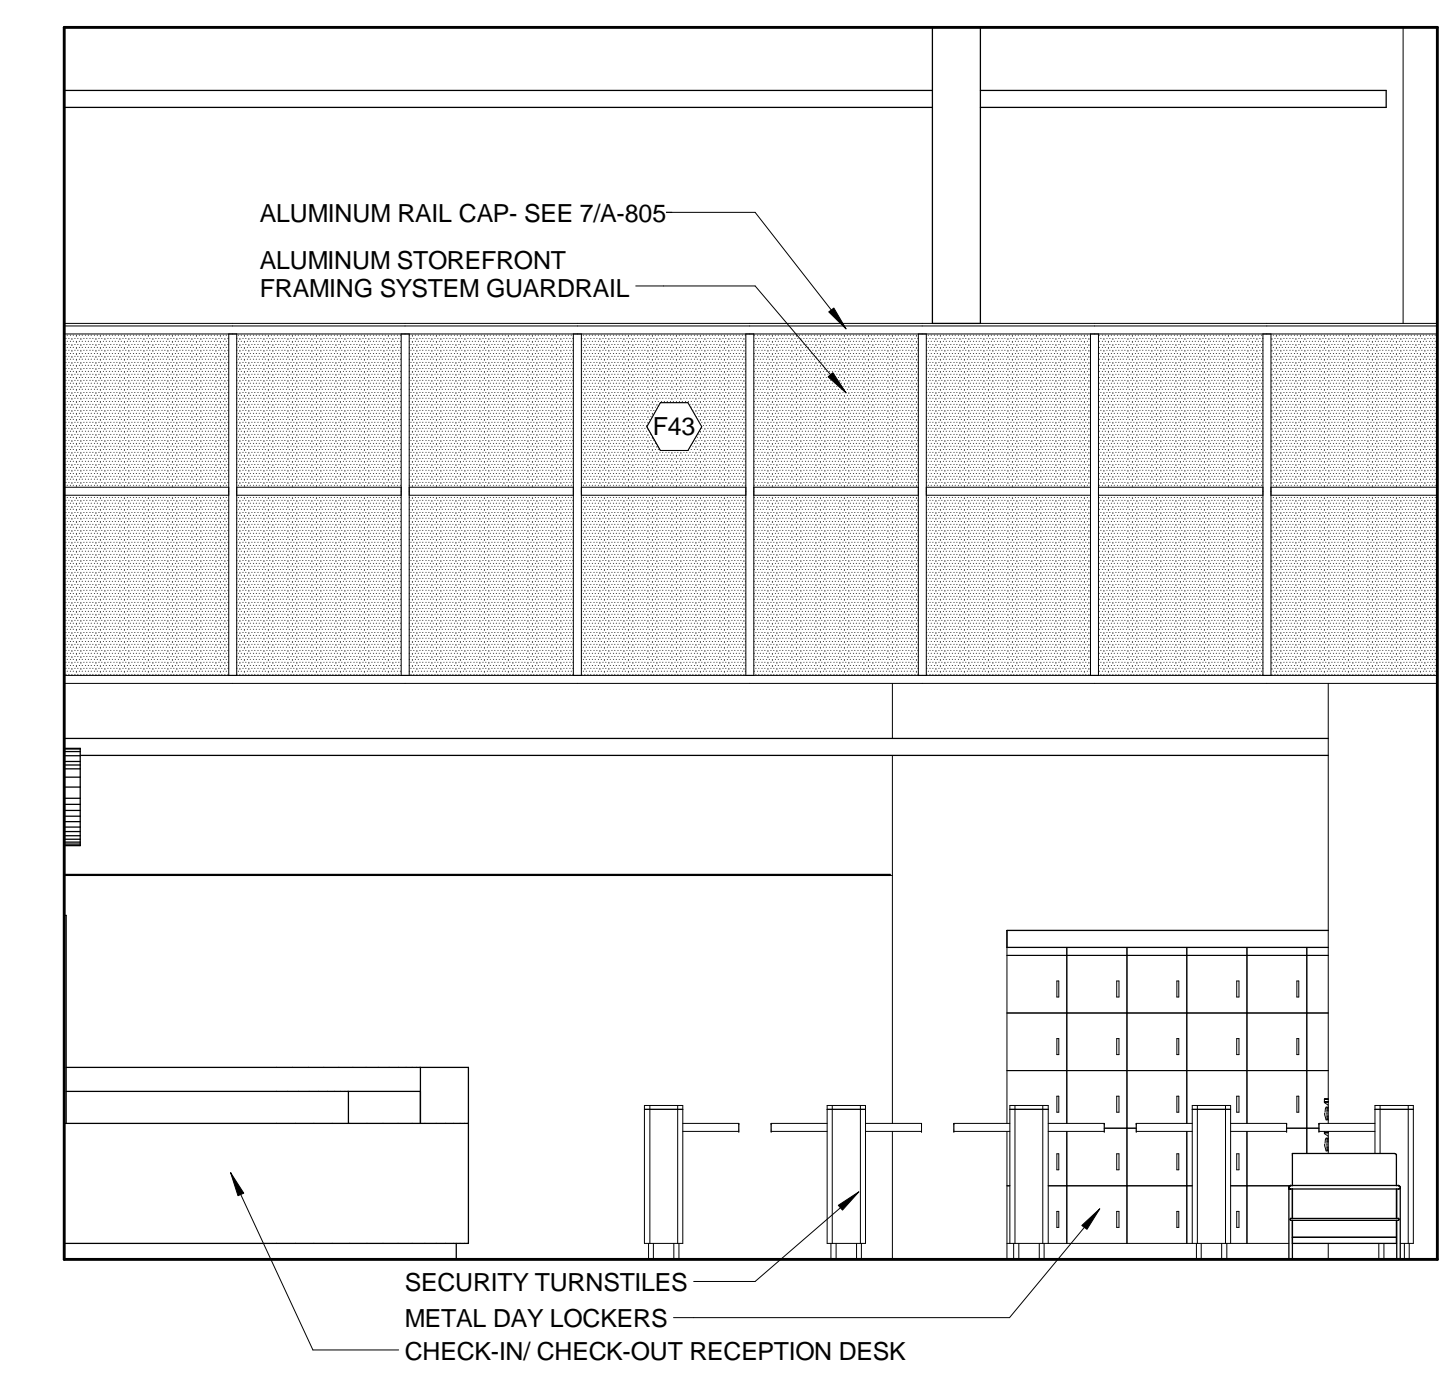 ALUMINUM RAIL CAP- SEE 7/A-805
ALUMINUM STOREFRONT
FRAMING SYSTEM GUARDRAIL
F43
SECURITY TURNSTILES
METAL DAY LOCKERS
CHECK-IN/ CHECK-OUT RECEPTION DESK